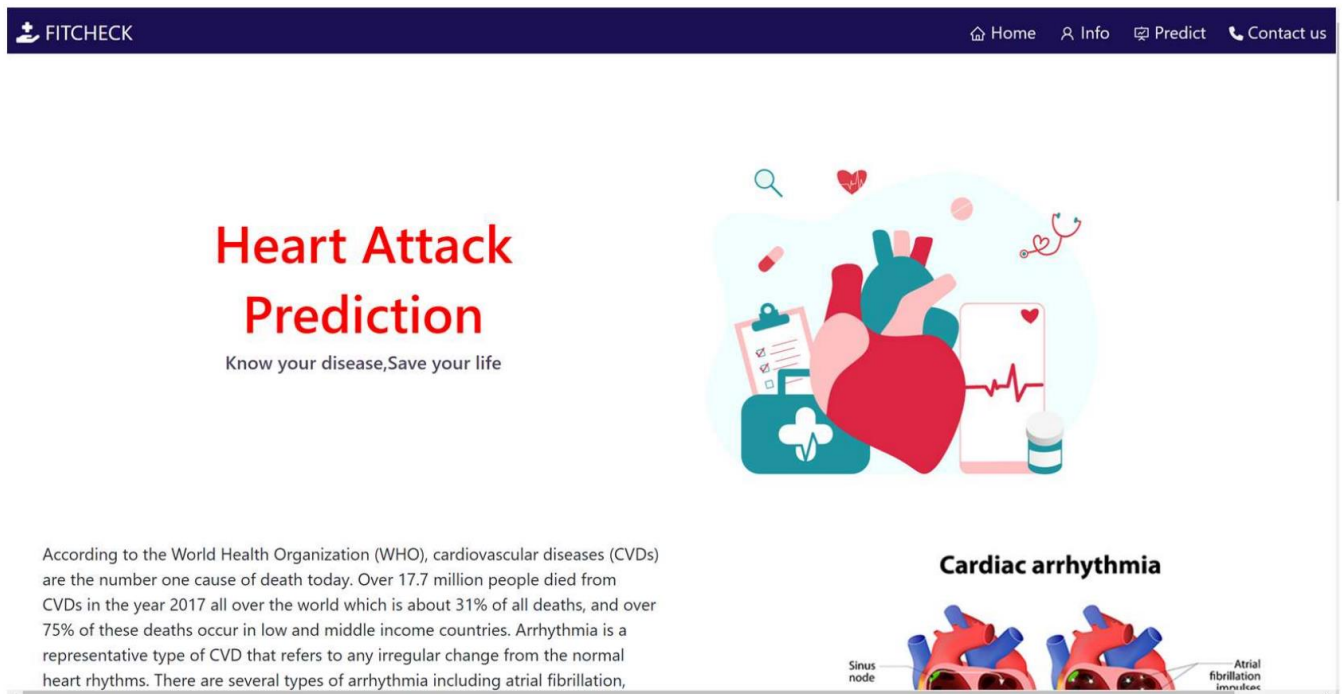 FITCHECK
Home Info Predict Contact us
Heart Attack
Prediction
Know your disease,Save your life
According to the World Health Organization (WHO), cardiovascular diseases (CVDs)
are the number one cause of death today. Over 17.7 million people died from
CVDs in the year 2017 all over the world which is about 31% of all deaths, and over
75% of these deaths occur in low and middle income countries. Arrhythmia is a
representative type of CVD that refers to any irregular change from the normal
heart rhythms. There are several types of arrhythmia including atrial fibrillation,
Cardiac arrhythmia
Sinus
node
Atrial
fibrillation
impulses